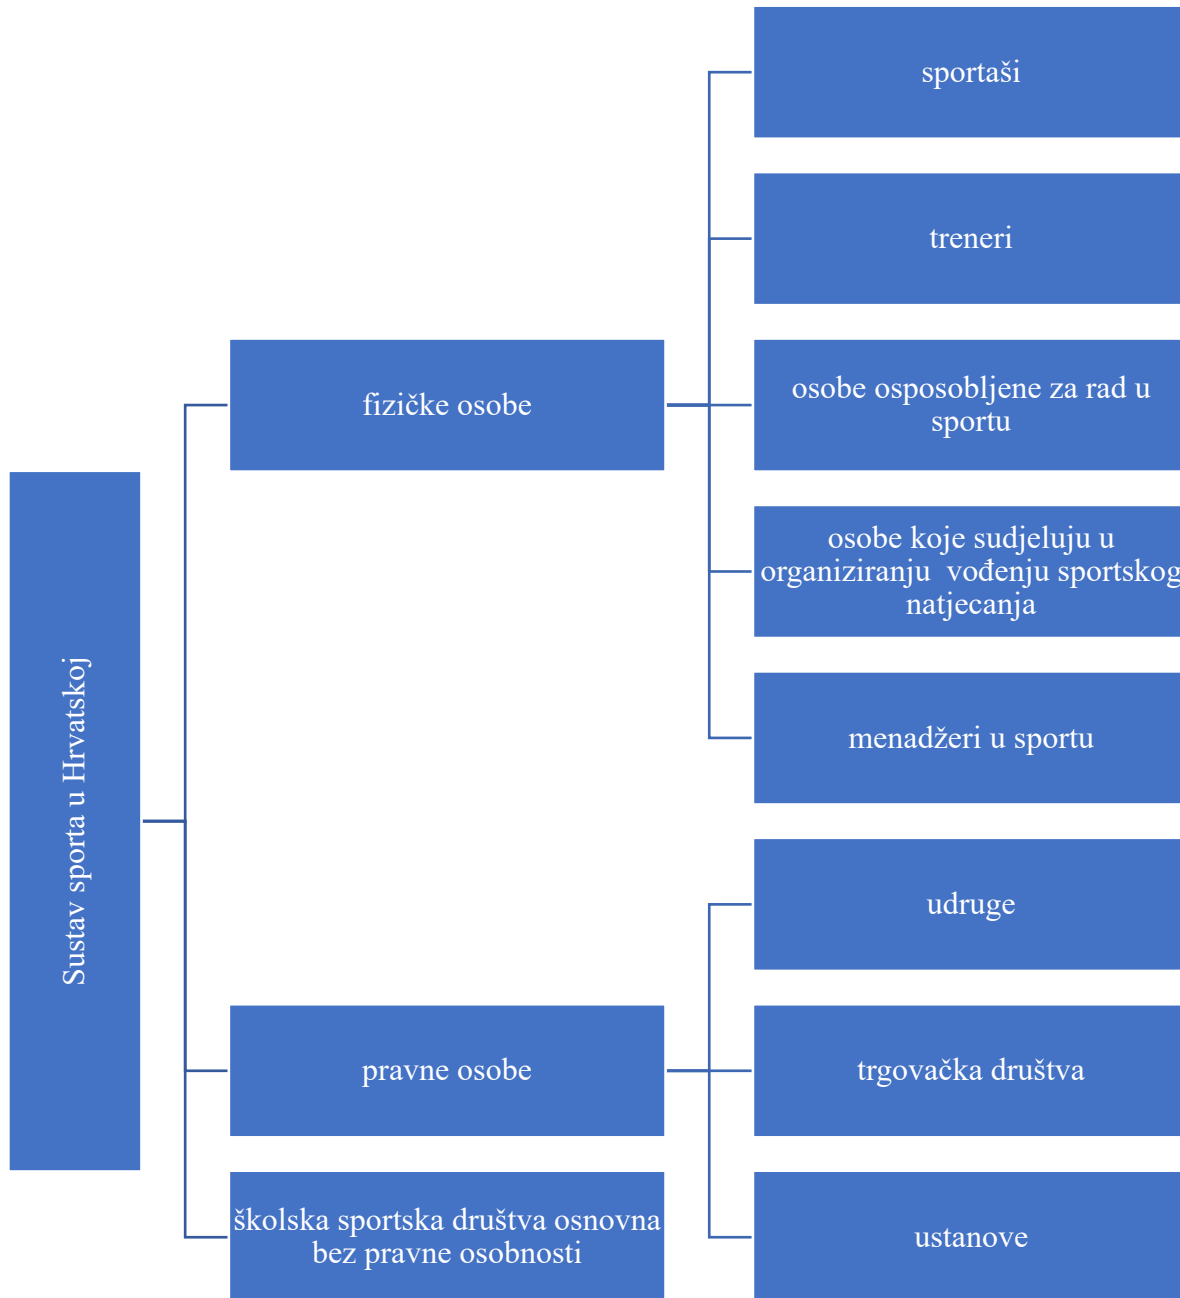 Sustav sporta u Hrvatskoj
fizičke osobe
sportaši
treneri
osobe osposobljene za rad u
sportu
osobe koje sudjeluju u
organiziranju  vođenju sportskog
natjecanja
menadžeri u sportu
pravne osobe
udruge
trgovačka društva
ustanove
školska sportska društva osnovna
bez pravne osobnosti